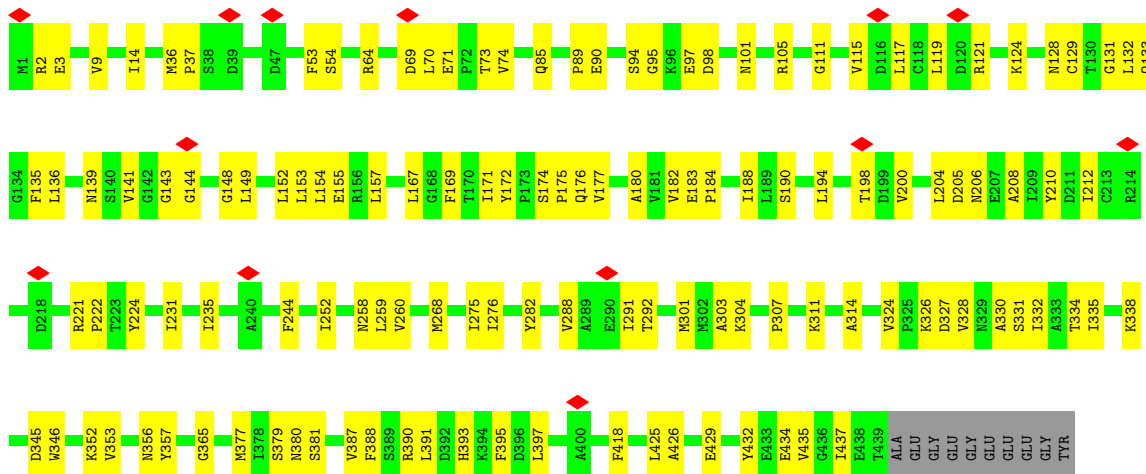 M1 R2 E3 V9 I14 M36 P37 S38 D39 D47 F53 S54 R64 D69 L70 E71 P72 T73 V74 Q85 P89 E90 S94 G95 K96 E97 D98 N101 R105 G111 V115 D116 L117 C118 L119 D120 R121 K124 N128 C129 T130 G131 L132
G134 F135 L136 N139 S140 V141 G142 G143 G144 G148 L149 L152 L153 L154 E155 R156 L157 L167 G168 F169 T170 I171 Y172 P173 S174 P175 Q176 V177 A180 V181 V182 E183 P184 I188 L189 S190 L194 T198 D199 V200 L204 D205 N206 E207 A208 I209 Y210 D211 I212 C213 R214
D218 R221 P222 T223 Y224 I231 I235 A240 F244 I252 N258 L259 V260 M268 I275 I276 Y282 V288 A289 E290 I291 T292 M301 M302 A303 K304 P307 K311 A314 V324 P325 K326 D327 V328 N329 A330 S331 I332 A333 T334 I335 K338
D345 W346 K352 V353 N356 Y357 G365 M377 I378 S379 N380 S381 V387 F388 S389 R390 L391 D392 H393 K394 F395 D396 L397 A400 F418 L425 A426 E429 Y432 E433 E434 V435 G436 I437 E438 T439 ALA GLU GLY GLU GLU GLU GLY TYR